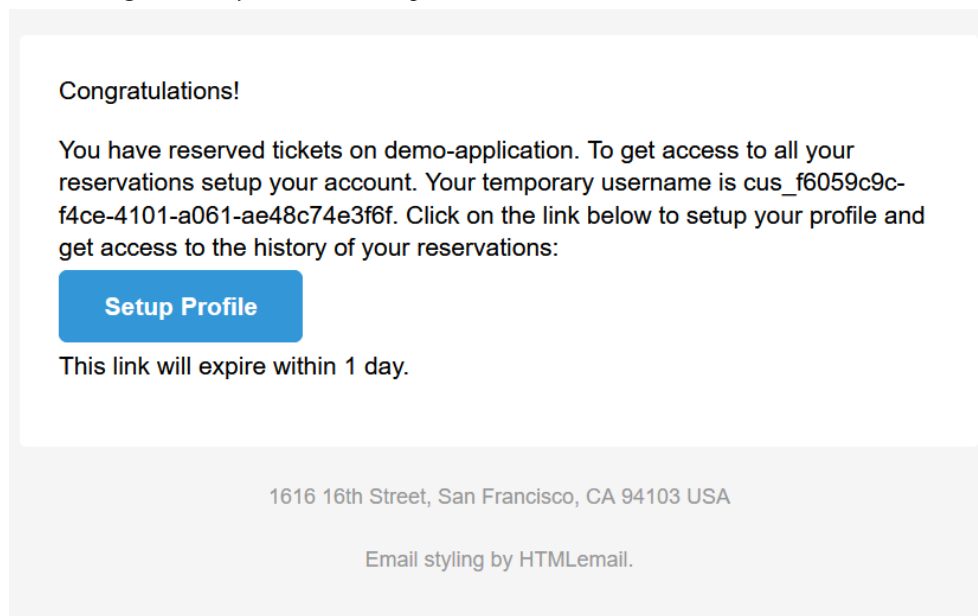 Congratulations!
You have reserved tickets on demo-application. To get access to all your
reservations setup your account. Your temporary username is cus_f6059c9c-
f4ce-4101-a061-ae48c74e3f6f. Click on the link below to setup your profile and
get access to the history of your reservations:
Setup Profile
This link will expire within 1 day.
1616 16th Street, San Francisco, CA 94103 USA
Email styling by HTMLemail.